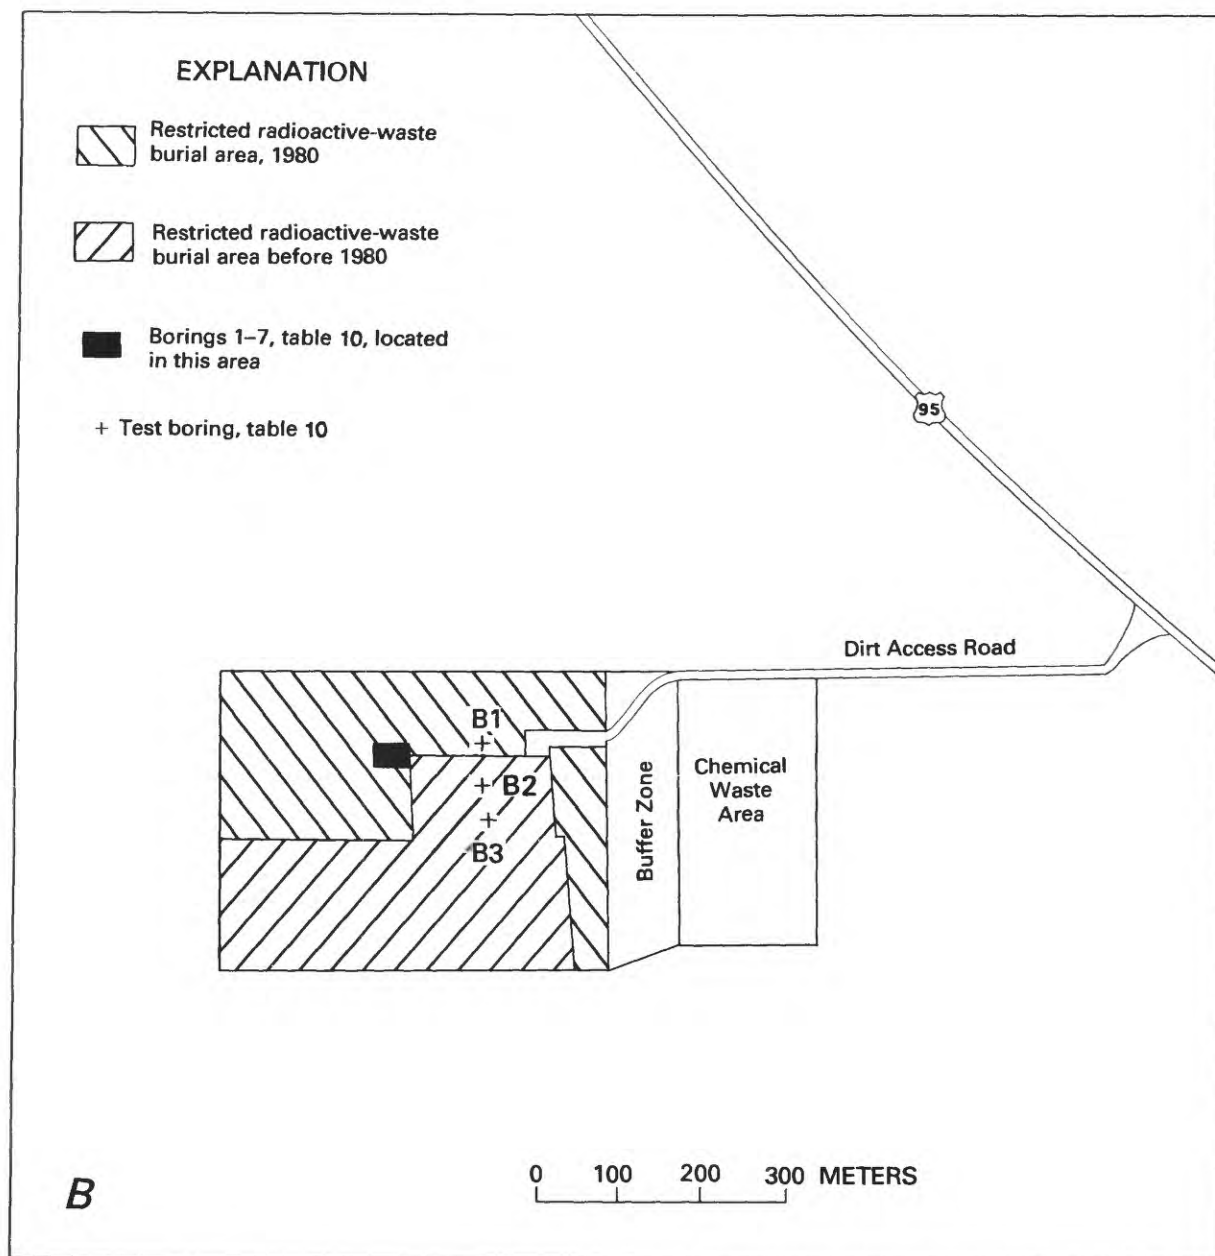 EXPLANATION
Restricted radioactive-waste
burial area, 1980
Restricted radioactive-waste
burial area before 1980
Borings 1–7, table 10, located
in this area
+ Test boring, table 10
95
Dirt Access Road
B1
B2
B3
Buffer Zone
Chemical
Waste
Area
0 100 200 300 METERS
B